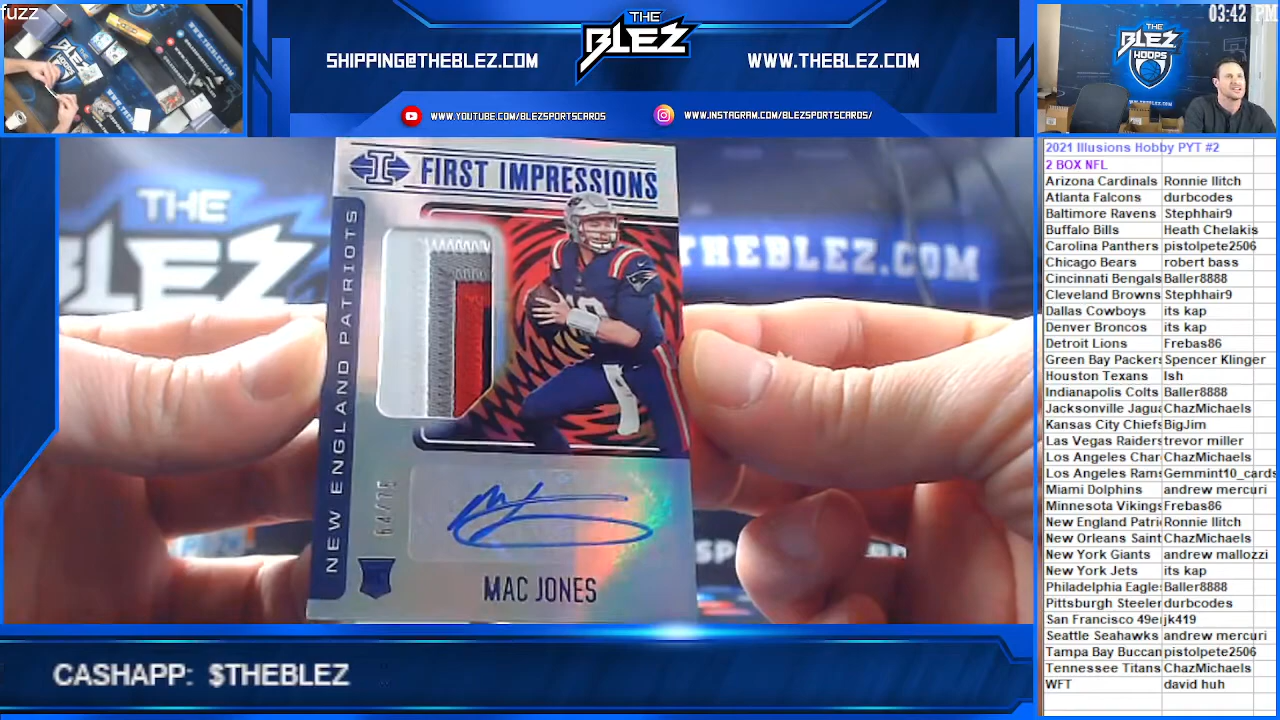 fuzz
SHIPPING@THEBLEZ.COM
THE
BLEZ
WWW.THEBLEZ.COM
WWW.YOUTUBE.COM/BLEZSPORTSCARDS
WWW.INSTAGRAM.COM/BLEZSPORTSCARDS/
03:42 PM
THE
BLEZ
HOOPS
I FIRST IMPRESSIONS
NEW ENGLAND PATRIOTS
64/75
MAC JONES
THE
BLEZ
THEBLEZ.COM
2021 Illusions Hobby PYT #2
2 BOX NFL
Arizona Cardinals Ronnie Ilitch
Atlanta Falcons durbcodes
Baltimore Ravens Stephhair9
Buffalo Bills Heath Chelakis
Carolina Panthers pistolpete2506
Chicago Bears robert bass
Cincinnati Bengals Baller8888
Cleveland Browns Stephhair9
Dallas Cowboys its kap
Denver Broncos its kap
Detroit Lions Frebas86
Green Bay Packers Spencer Klinger
Houston Texans Ish
Indianapolis Colts Baller8888
Jacksonville Jagua ChazMichaels
Kansas City Chiefs BigJim
Las Vegas Raiders trevor miller
Los Angeles Char ChazMichaels
Los Angeles Rams Gemmint10_cards
Miami Dolphins andrew mercuri
Minnesota Vikings Frebas86
New England Patri Ronnie Ilitch
New Orleans Saint ChazMichaels
New York Giants andrew mallozzi
New York Jets its kap
Philadelphia Eagle Baller8888
Pittsburgh Steeler durbcodes
San Francisco 49e jk419
Seattle Seahawks andrew mercuri
Tampa Bay Buccan pistolpete2506
Tennessee Titans ChazMichaels
WFT david huh
CASHAPP: $THEBLEZ